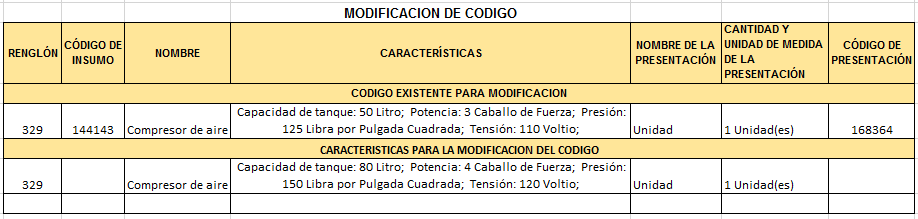 MODIFICACION DE CODIGO
RENGLÓN
CÓDIGO DE
INSUMO
NOMBRE
CARACTERÍSTICAS
NOMBRE DE LA
PRESENTACIÓN
CANTIDAD Y
UNIDAD DE MEDIDA
DE LA
PRESENTACIÓN
CÓDIGO DE
PRESENTACIÓN
CODIGO EXISTENTE PARA MODIFICACION
329
144143
Compresor de aire
Capacidad de tanque: 50 Litro; Potencia: 3 Caballo de Fuerza; Presión:
125 Libra por Pulgada Cuadrada; Tensión: 110 Voltio;
Unidad
1 Unidad(es)
168364
CARACTERISTICAS PARA LA MODIFICACION DEL CODIGO
329
Compresor de aire
Capacidad de tanque: 80 Litro; Potencia: 4 Caballo de Fuerza; Presión:
150 Libra por Pulgada Cuadrada; Tensión: 120 Voltio;
Unidad
1 Unidad(es)